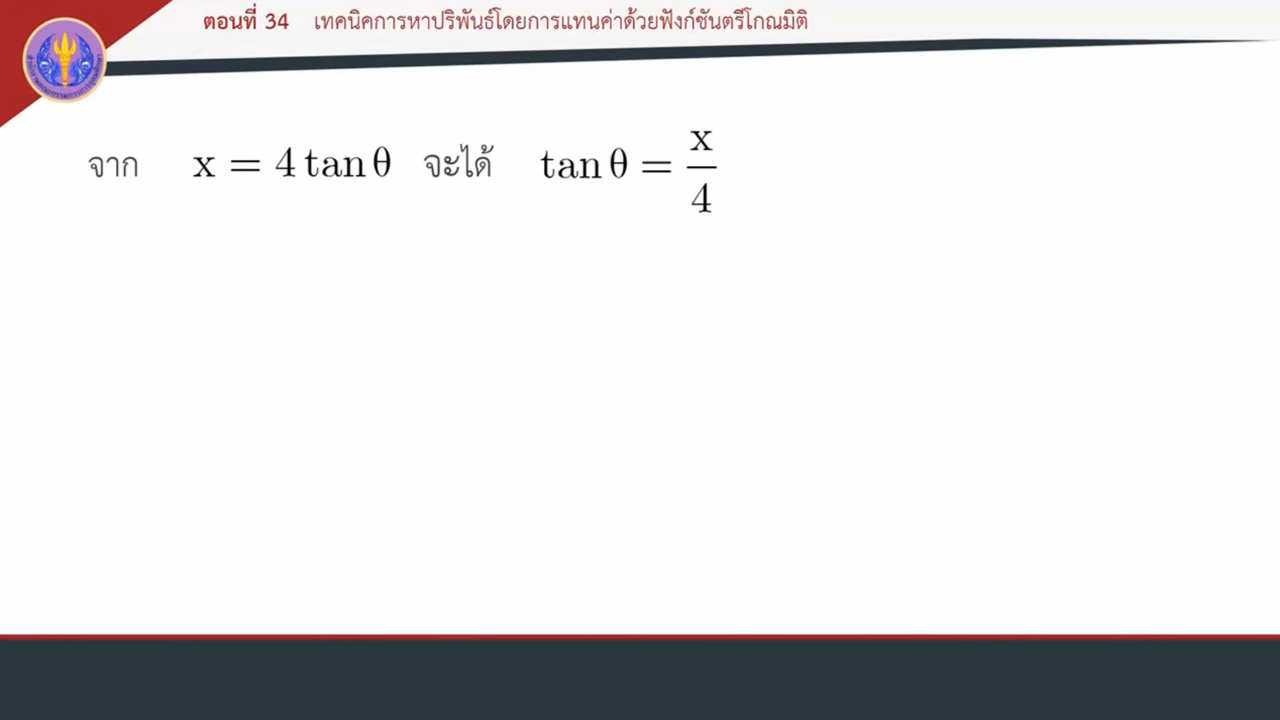 ตอนที่ 34 เทคนิคการหาปริพันธ์โดยการแทนค่าด้วยฟังก์ชันตรีโกณมิติ
จาก x = 4 tan θ จะได้ tan θ = x/4